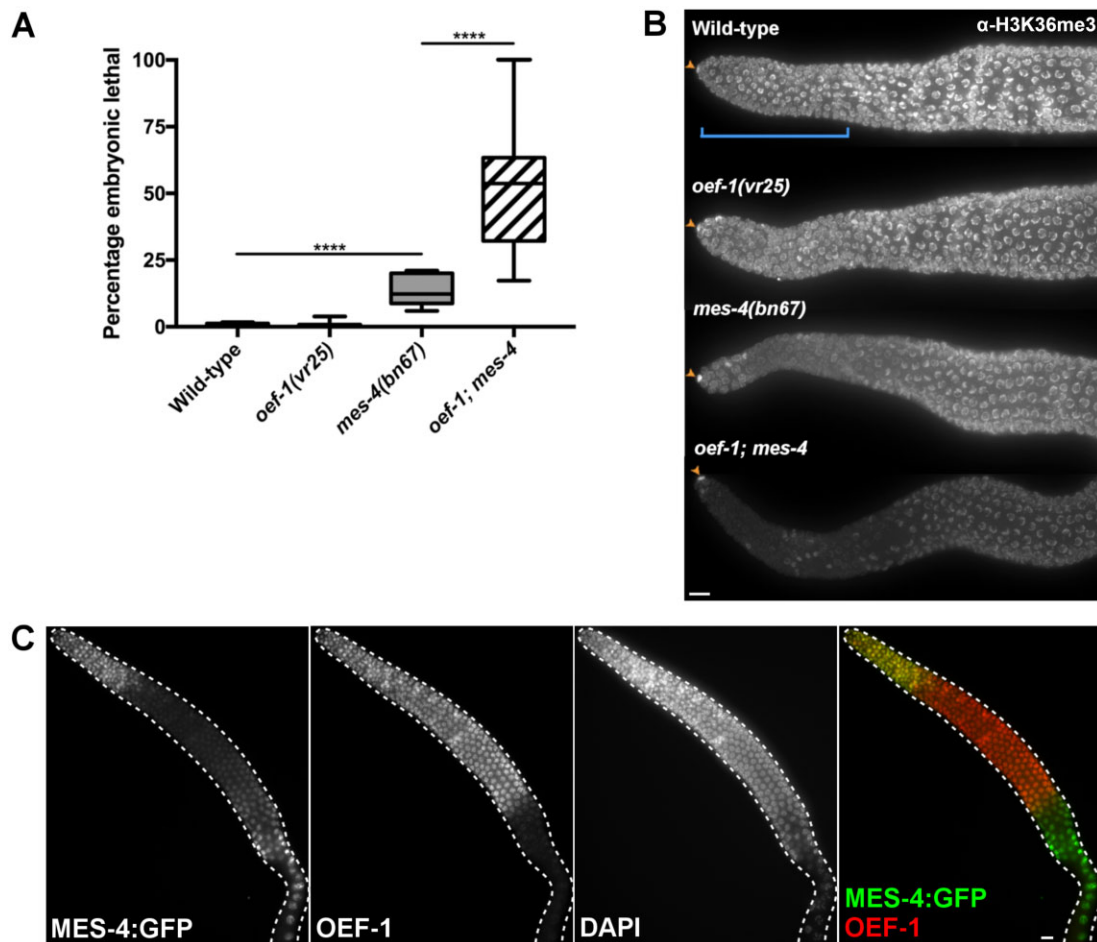 A
Percentage embryonic lethal
100
75
50
25
0
****
****
Wild-type
oef-1(vr25)
mes-4(bn67)
oef-1; mes-4
B
Wild-type
α-H3K36me3
oef-1(vr25)
mes-4(bn67)
oef-1; mes-4
C
MES-4:GFP
OEF-1
DAPI
MES-4:GFP
OEF-1